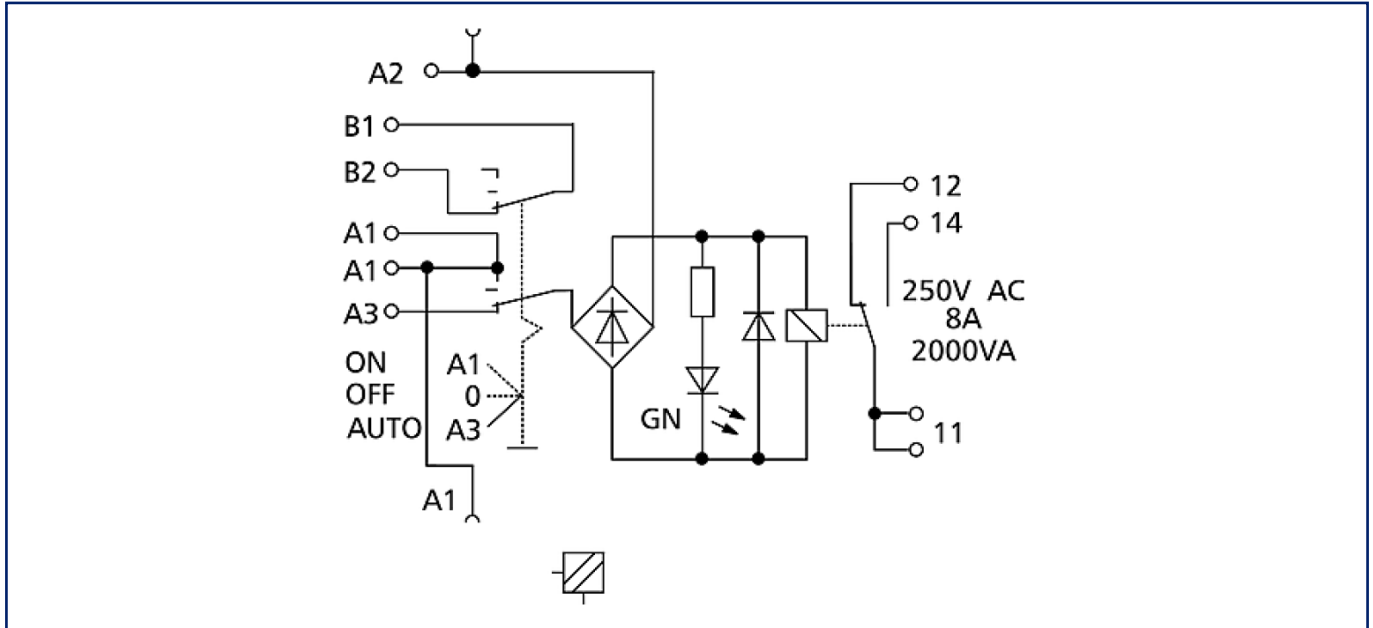 A2
B1
B2
A1
A1
A3
ON A1
OFF 0
AUTO A3
A1
GN
12
14
250V AC
8A
2000VA
11